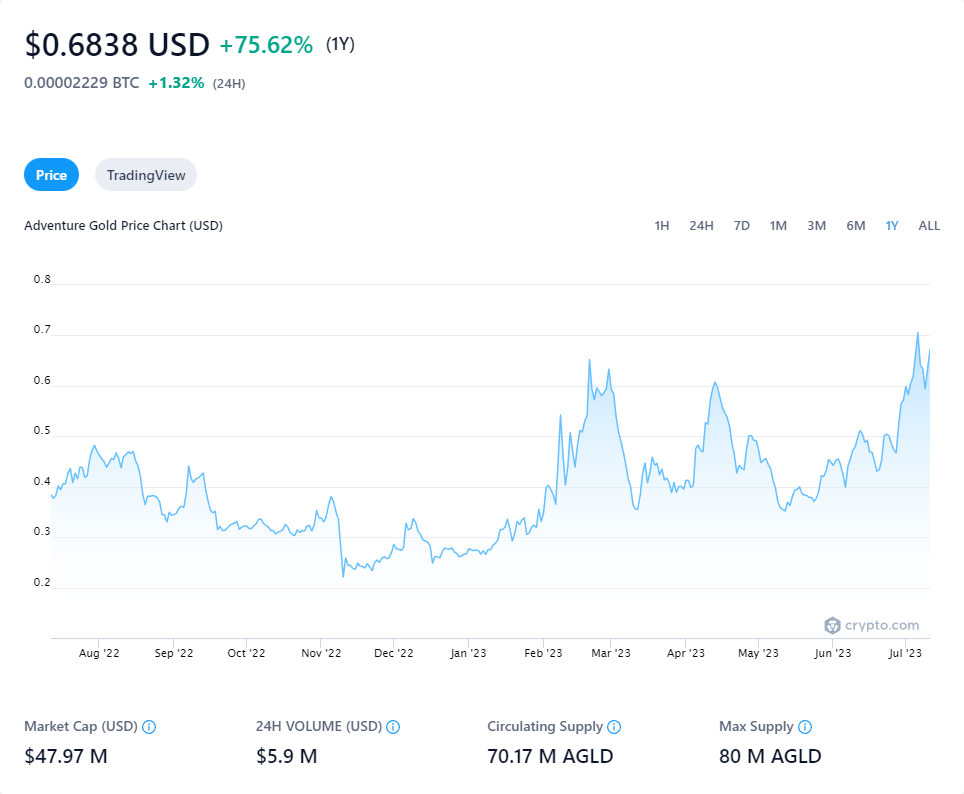 $0.6838 USD +75.62% (1Y)
0.00002229 BTC +1.32% (24H)
Price TradingView
Adventure Gold Price Chart (USD) 1H 24H 7D 1M 3M 6M 1Y ALL
0.8
0.7
0.6
0.5
0.4
0.3
0.2
crypto.com
Aug '22 Sep '22 Oct '22 Nov '22 Dec '22 Jan '23 Feb '23 Mar '23 Apr '23 May '23 Jun '23 Jul '23
Market Cap (USD) 24H VOLUME (USD) Circulating Supply Max Supply
$47.97 M $5.9 M 70.17 M AGLD 80 M AGLD